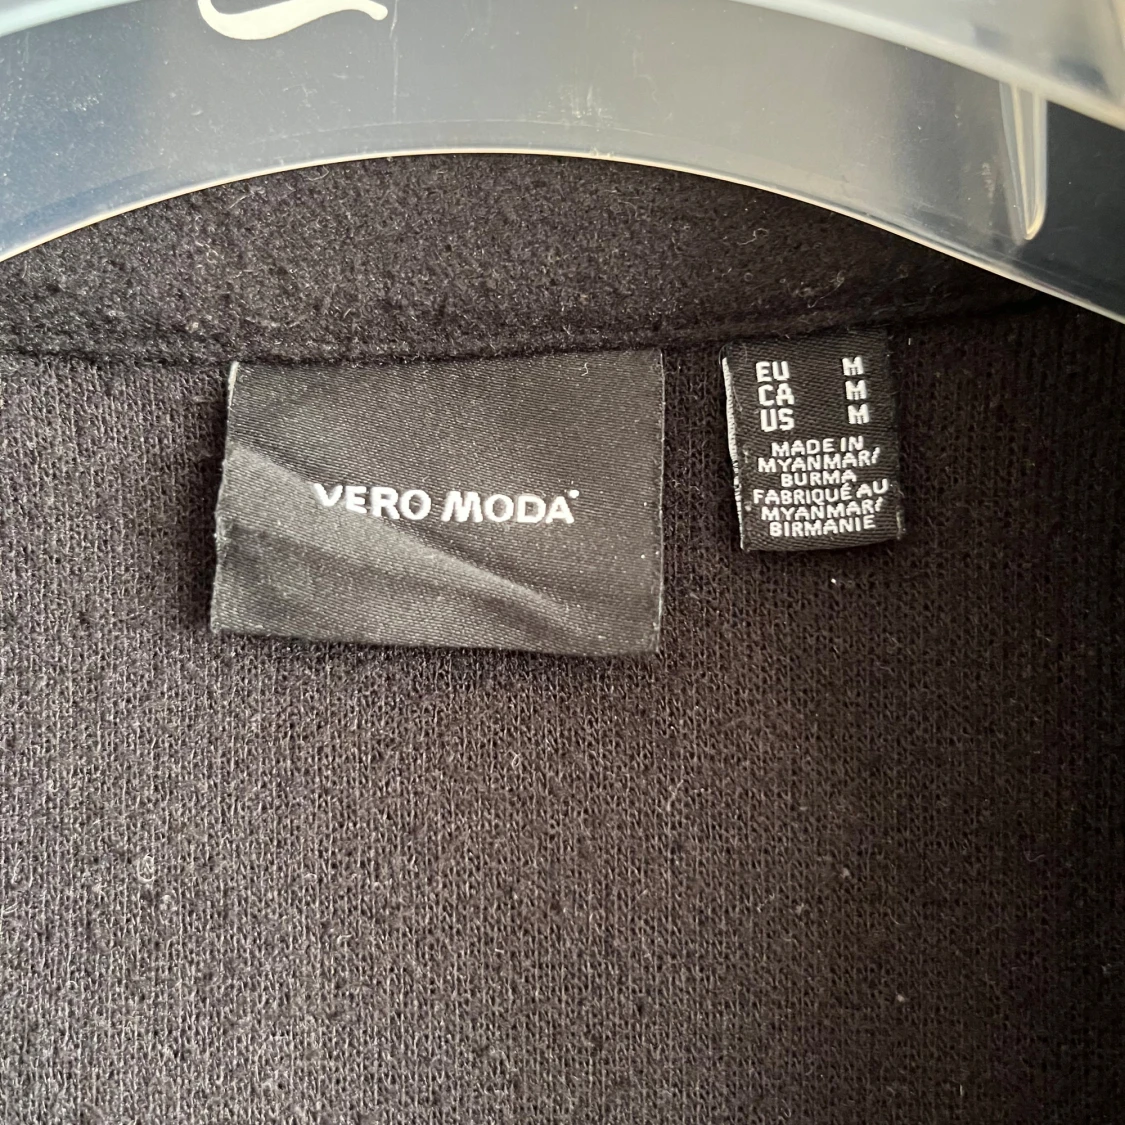 VERO MODA
EU M
CA M
US M
MADE IN
MYANMAR/
BURMA
FABRIQUÉ AU
MYANMAR/
BIRMANIE